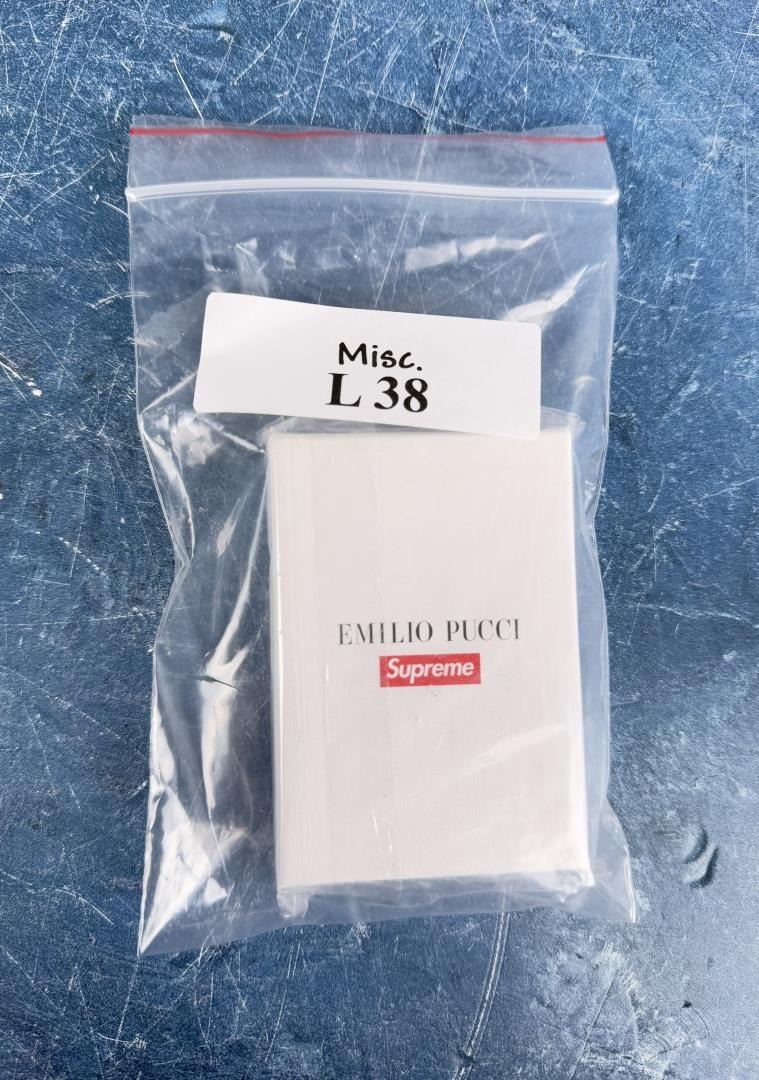 Misc.
L 38
EMILIO PUCCI
Supreme